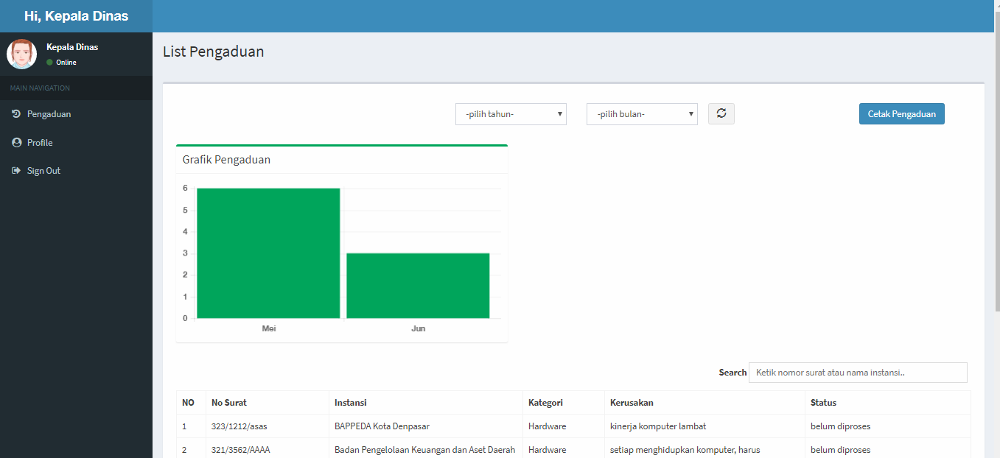 Hi, Kepala Dinas
Kepala Dinas
Online
MAIN NAVIGATION
Pengaduan
Profile
Sign Out
List Pengaduan
-pilih tahun-
-pilih bulan-
Cetak Pengaduan
Grafik Pengaduan
6
5
4
3
2
1
0
Mei Jun
Search Ketik nomor surat atau nama instansi..
NO No Surat Instansi Kategori Kerusakan Status
1 323/1212/asas BAPPEDA Kota Denpasar Hardware kinerja komputer lambat belum diproses
2 321/3562/AAAA Badan Pengelolaan Keuangan dan Aset Daerah Hardware setiap menghidupkan komputer, harus belum diproses